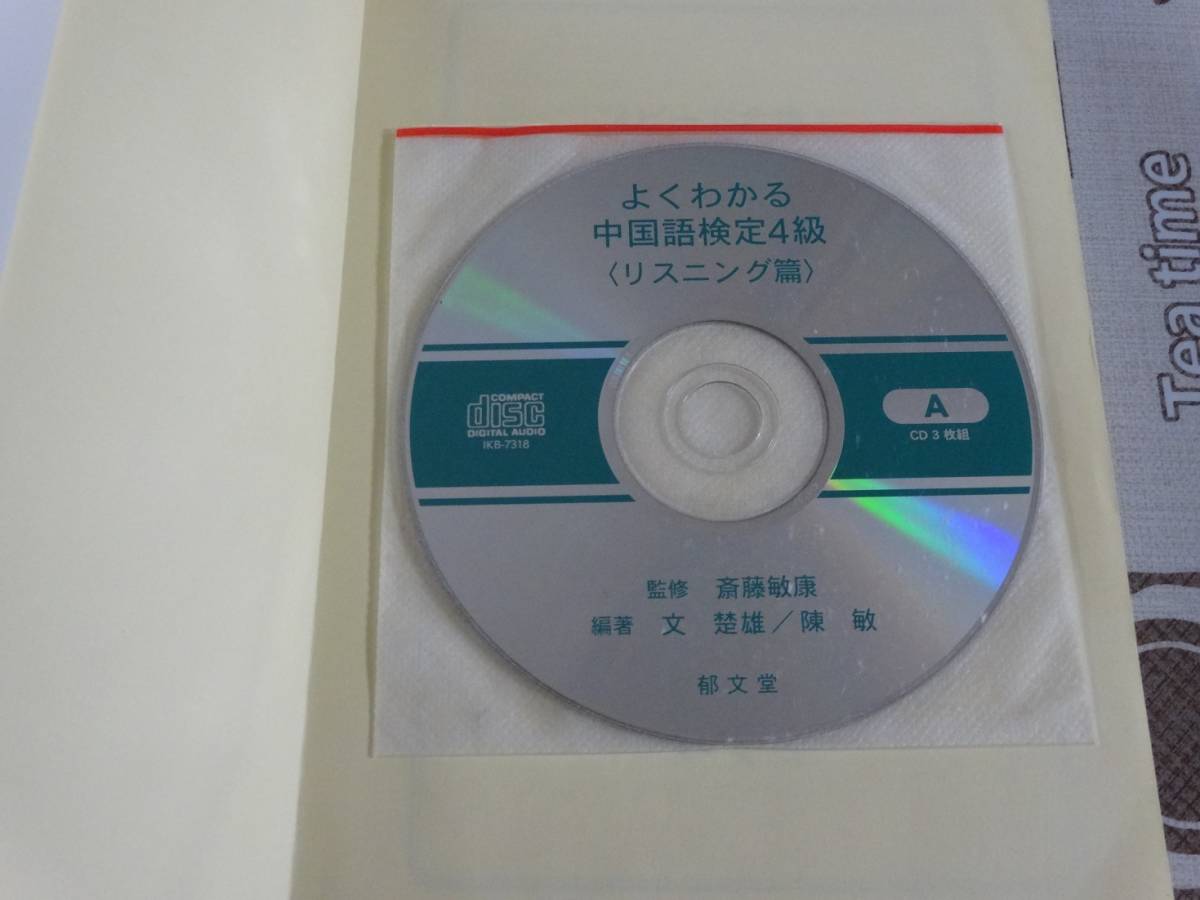 よくわかる
中国語検定4級
〈リスニング篇〉
COMPACT
disc
DIGITAL AUDIO
IKB-7318
A
CD 3 枚組
監修 斎藤敏康
編著 文 楚雄／陳 敏
郁文堂
Tea time